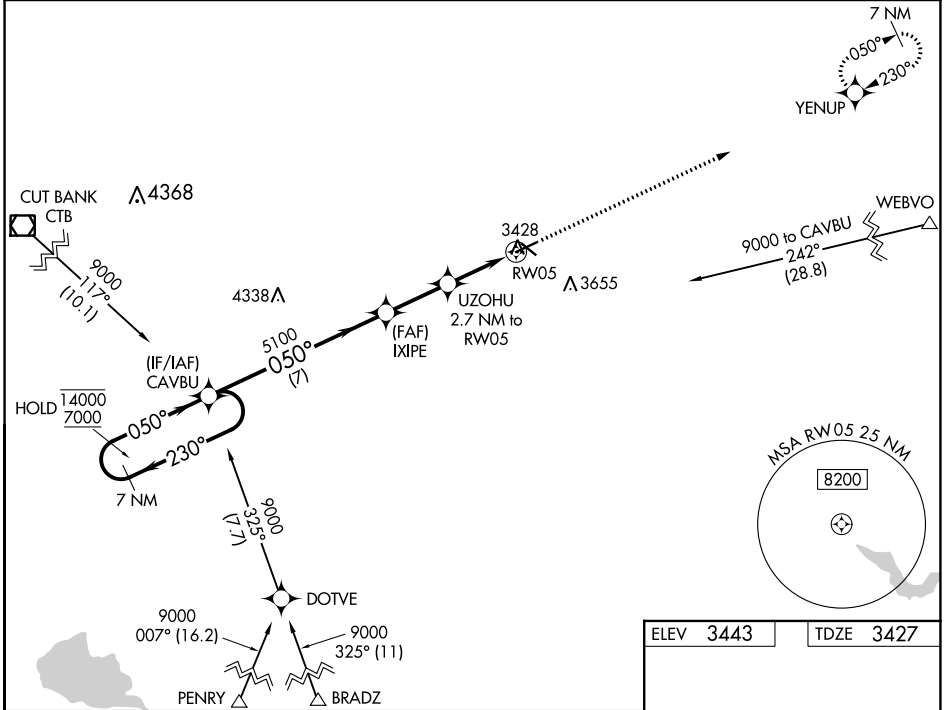 7 NM
050°
230°
YENUP
CUT BANK
CTB
4368
9000
117°
(10.1)
3428
RW05
3655
WEBVO
9000 to CAVBU
242°
(28.8)
4338
UZOHU
2.7 NM to
RW05
(FAF)
IXIPE
5100
050°
(7)
(IF/IAF)
CAVBU
HOLD
14000
7000
050°
230°
7 NM
9000
325°
(7.7)
MSA RW05 25 NM
8200
DOTVE
9000
007° (16.2)
9000
325° (11)
PENRY
BRADZ
ELEV 3443
TDZE 3427